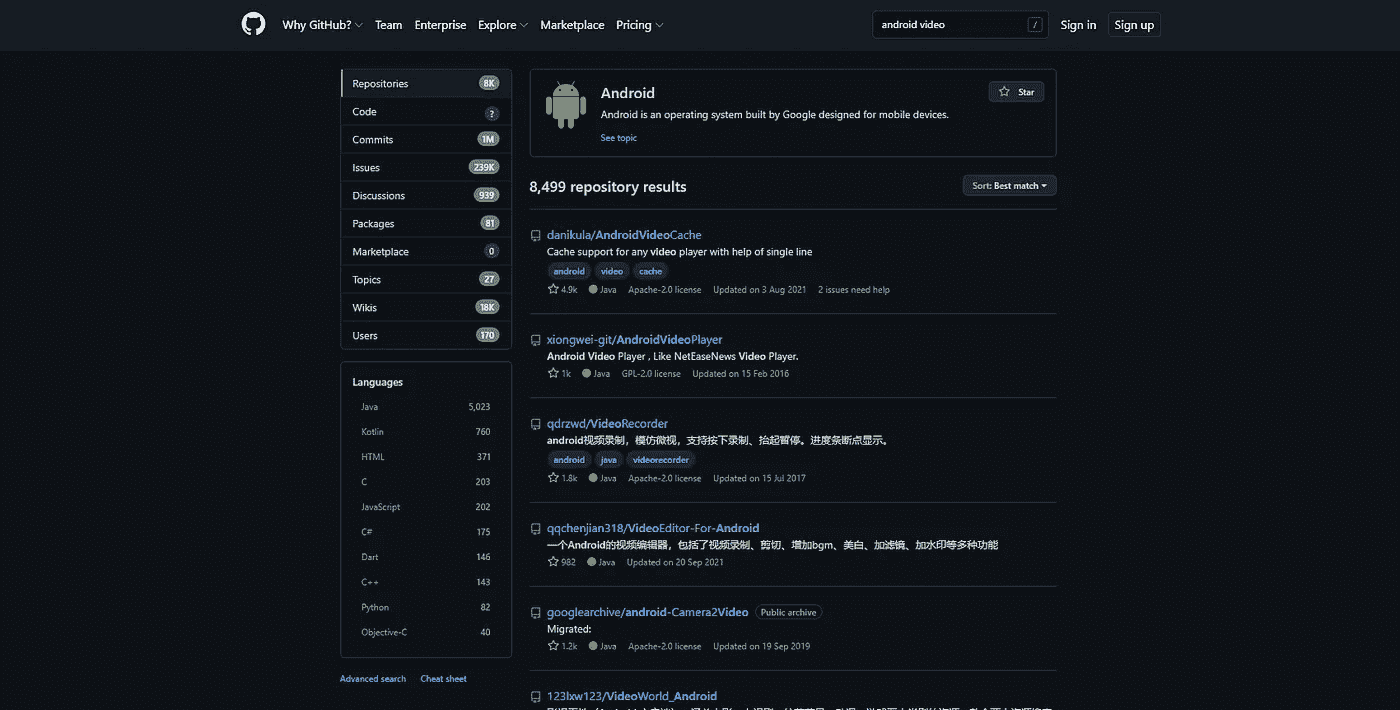 Why GitHub? Team Enterprise Explore Marketplace Pricing
android video /
Sign in Sign up
Repositories 8K
Code ?
Commits 1M
Issues 239K
Discussions 939
Packages 81
Marketplace 0
Topics 27
Wikis 18K
Users 170
Languages
Java 5,023
Kotlin 760
HTML 371
C 203
JavaScript 202
C# 175
Dart 146
C++ 143
Python 82
Objective-C 40
Advanced search Cheat sheet
Android
Star
Android is an operating system built by Google designed for mobile devices.
See topic
8,499 repository results
Sort: Best match
danikula/AndroidVideoCache
Cache support for any video player with help of single line
android video cache
4.9k Java Apache-2.0 license Updated on 3 Aug 2021 2 issues need help
xiongwei-git/AndroidVideoPlayer
Android Video Player , Like NetEaseNews Video Player.
1k Java GPL-2.0 license Updated on 15 Feb 2016
qdrzwd/VideoRecorder
android视频录制，模仿微视，支持按下录制、抬起暂停。进度条断点显示。
android java videorecorder
1.8k Java Apache-2.0 license Updated on 15 Jul 2017
qqchenjian318/VideoEditor-For-Android
一个Android的视频编辑器，包括了视频录制、剪切、增加bgm、美白、加滤镜、加水印等多种功能
982 Java Updated on 20 Sep 2021
googlearchive/android-Camera2Video Public archive
Migrated:
1.2k Java Apache-2.0 license Updated on 19 Sep 2019
123lxw123/VideoWorld_Android